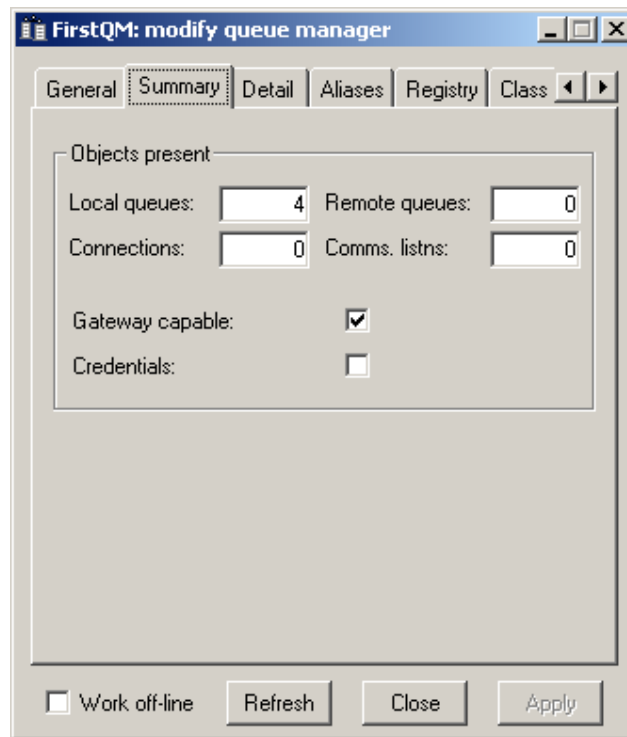 FirstQM: modify queue manager
General Summary Detail Aliases Registry Class
Objects present
Local queues: 4 Remote queues: 0
Connections: 0 Comms. listns: 0
Gateway capable:
Credentials:
Work off-line Refresh Close Apply